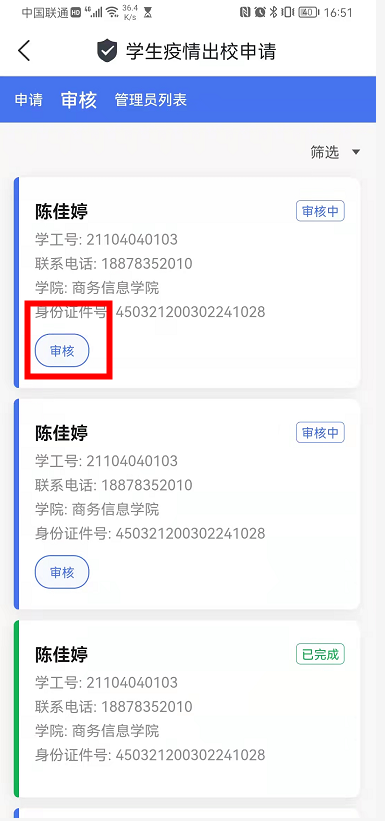 中国联通 HD 4G 36.4 K/s 40 16:51
学生疫情出校申请
申请 审核 管理员列表
筛选
陈佳婷 审核中
学工号: 21104040103
联系电话: 18878352010
学院: 商务信息学院
身份证件号: 450321200302241028
审核
陈佳婷 审核中
学工号: 21104040103
联系电话: 18878352010
学院: 商务信息学院
身份证件号: 450321200302241028
审核
陈佳婷 已完成
学工号: 21104040103
联系电话: 18878352010
学院: 商务信息学院
身份证件号: 450321200302241028